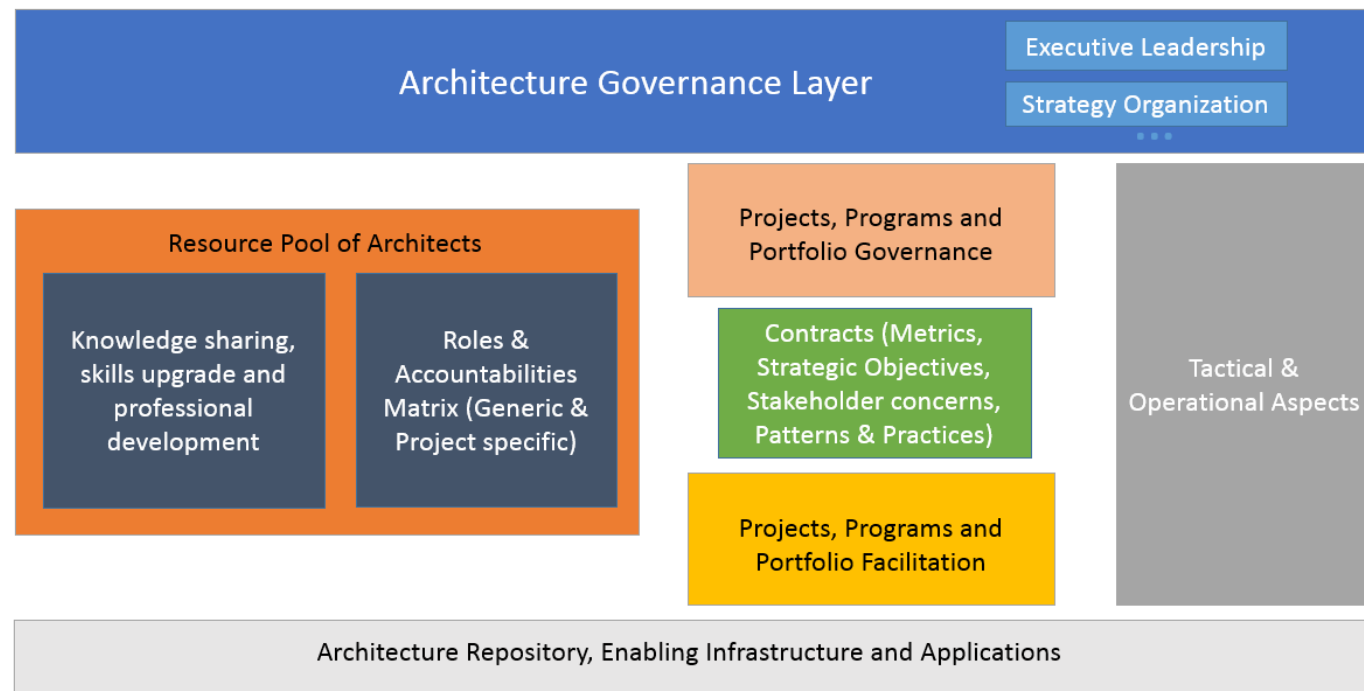 Architecture Governance Layer
Executive Leadership
Strategy Organization
...
Resource Pool of Architects
Knowledge sharing,
skills upgrade and
professional
development
Roles &
Accountabilities
Matrix (Generic &
Project specific)
Projects, Programs and
Portfolio Governance
Contracts (Metrics,
Strategic Objectives,
Stakeholder concerns,
Patterns & Practices)
Projects, Programs and
Portfolio Facilitation
Tactical &
Operational Aspects
Architecture Repository, Enabling Infrastructure and Applications